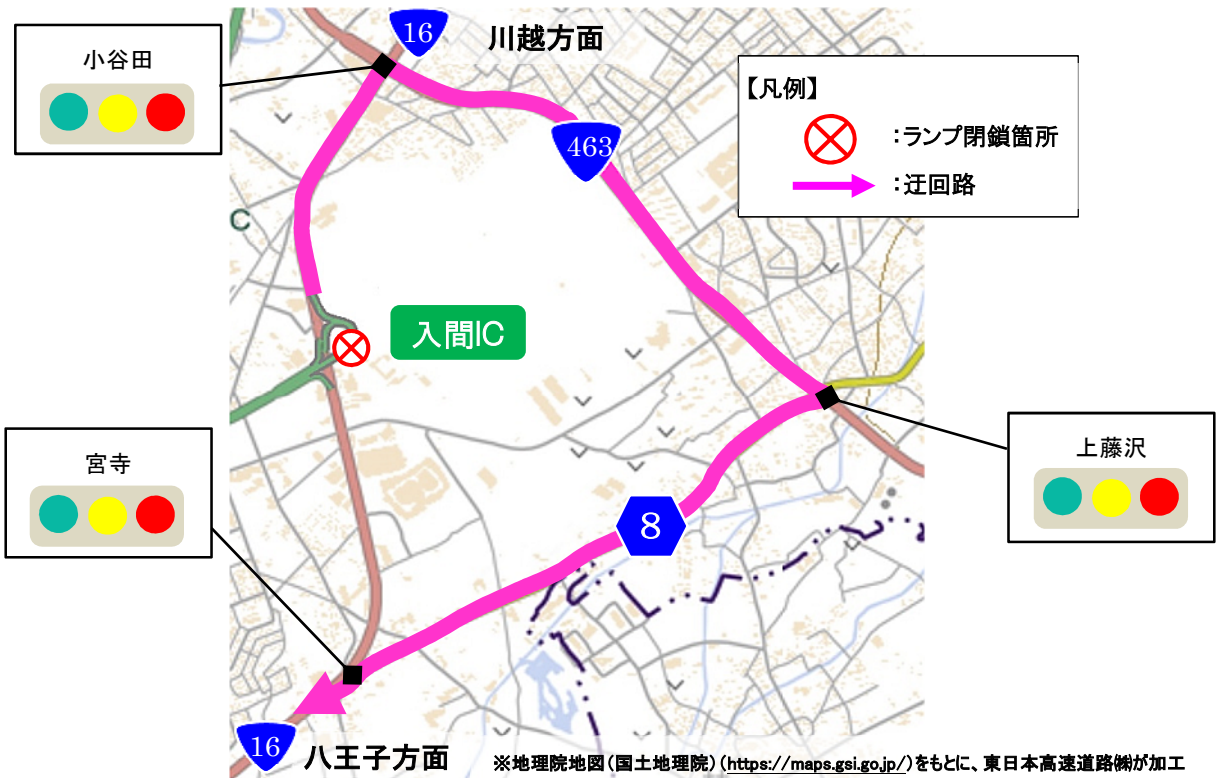 小谷田
16
川越方面
【凡例】
:ランプ閉鎖箇所
:迂回路
463
C
入間IC
宮寺
上藤沢
8
16
八王子方面
※地理院地図(国土地理院)(https://maps.gsi.go.jp/)をもとに、東日本高速道路㈱が加工